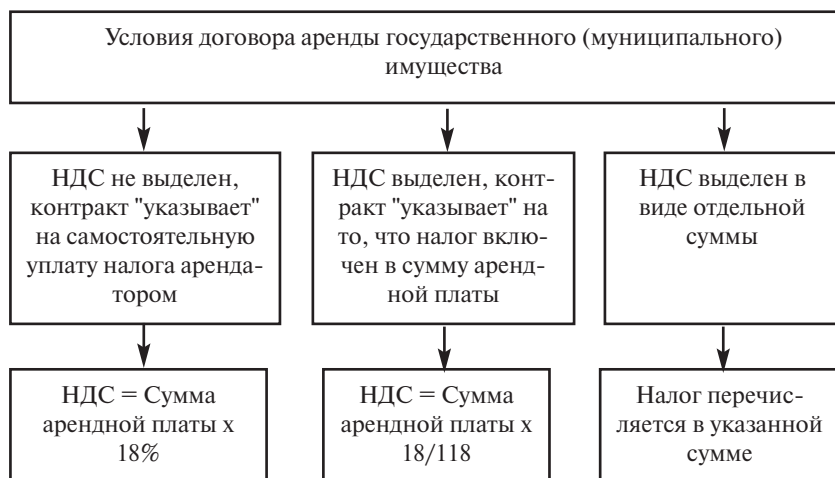 Условия договора аренды государственного (муниципального)
имущества
НДС не выделен,
контракт "указывает"
на самостоятельную
уплату налога аренда-
тором
НДС выделен, конт-
ракт "указывает" на
то, что налог вклю-
чен в сумму аренд-
ной платы
НДС выделен в
виде отдельной
суммы
НДС = Сумма
арендной платы х
18%
НДС = Сумма
арендной платы х
18/118
Налог перечис-
ляется в указанной
сумме